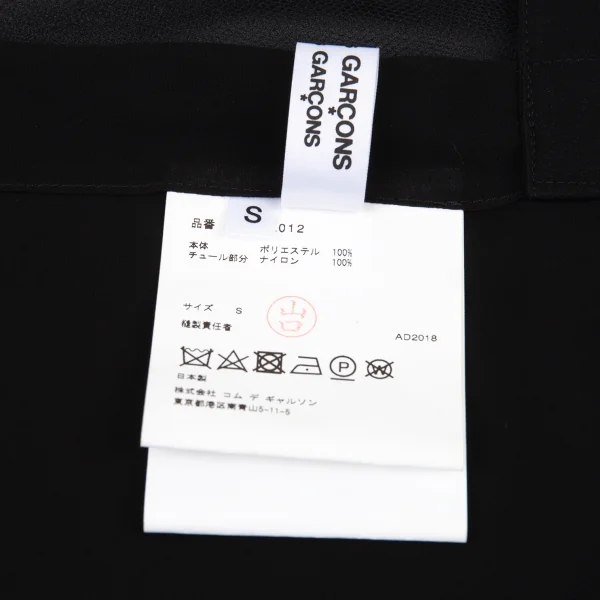 GARCONS
GARÇONS
S
品番 .012
本体 ポリエステル 100%
チュール部分 ナイロン 100%
サイズ S
縫製責任者
AD2018
P
W
日本製
株式会社 コム デ ギャルソン
東京都港区南青山5-11-5